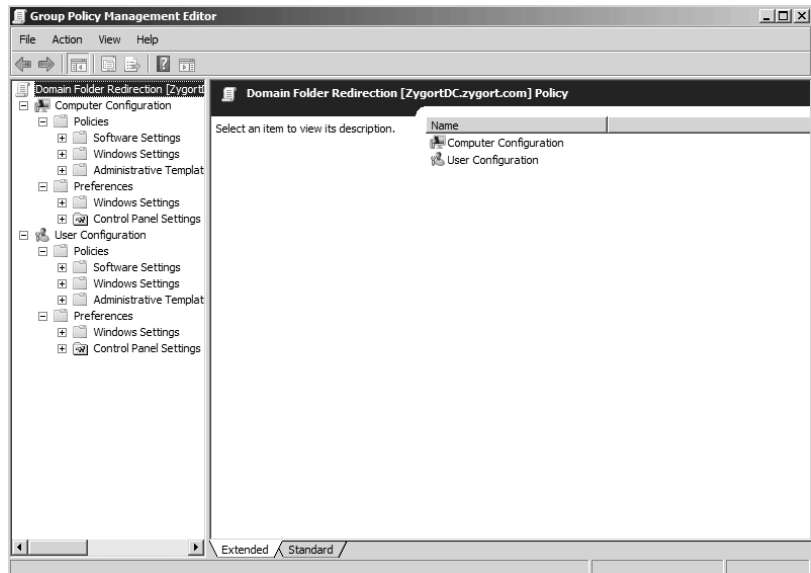 Group Policy Management Editor
File Action View Help
Domain Folder Redirection [Zygort
Computer Configuration
Policies
Software Settings
Windows Settings
Administrative Templat
Preferences
Windows Settings
Control Panel Settings
User Configuration
Policies
Software Settings
Windows Settings
Administrative Templat
Preferences
Windows Settings
Control Panel Settings
Domain Folder Redirection [ZygortDC.zygort.com] Policy
Select an item to view its description.
Name
Computer Configuration
User Configuration
Extended Standard